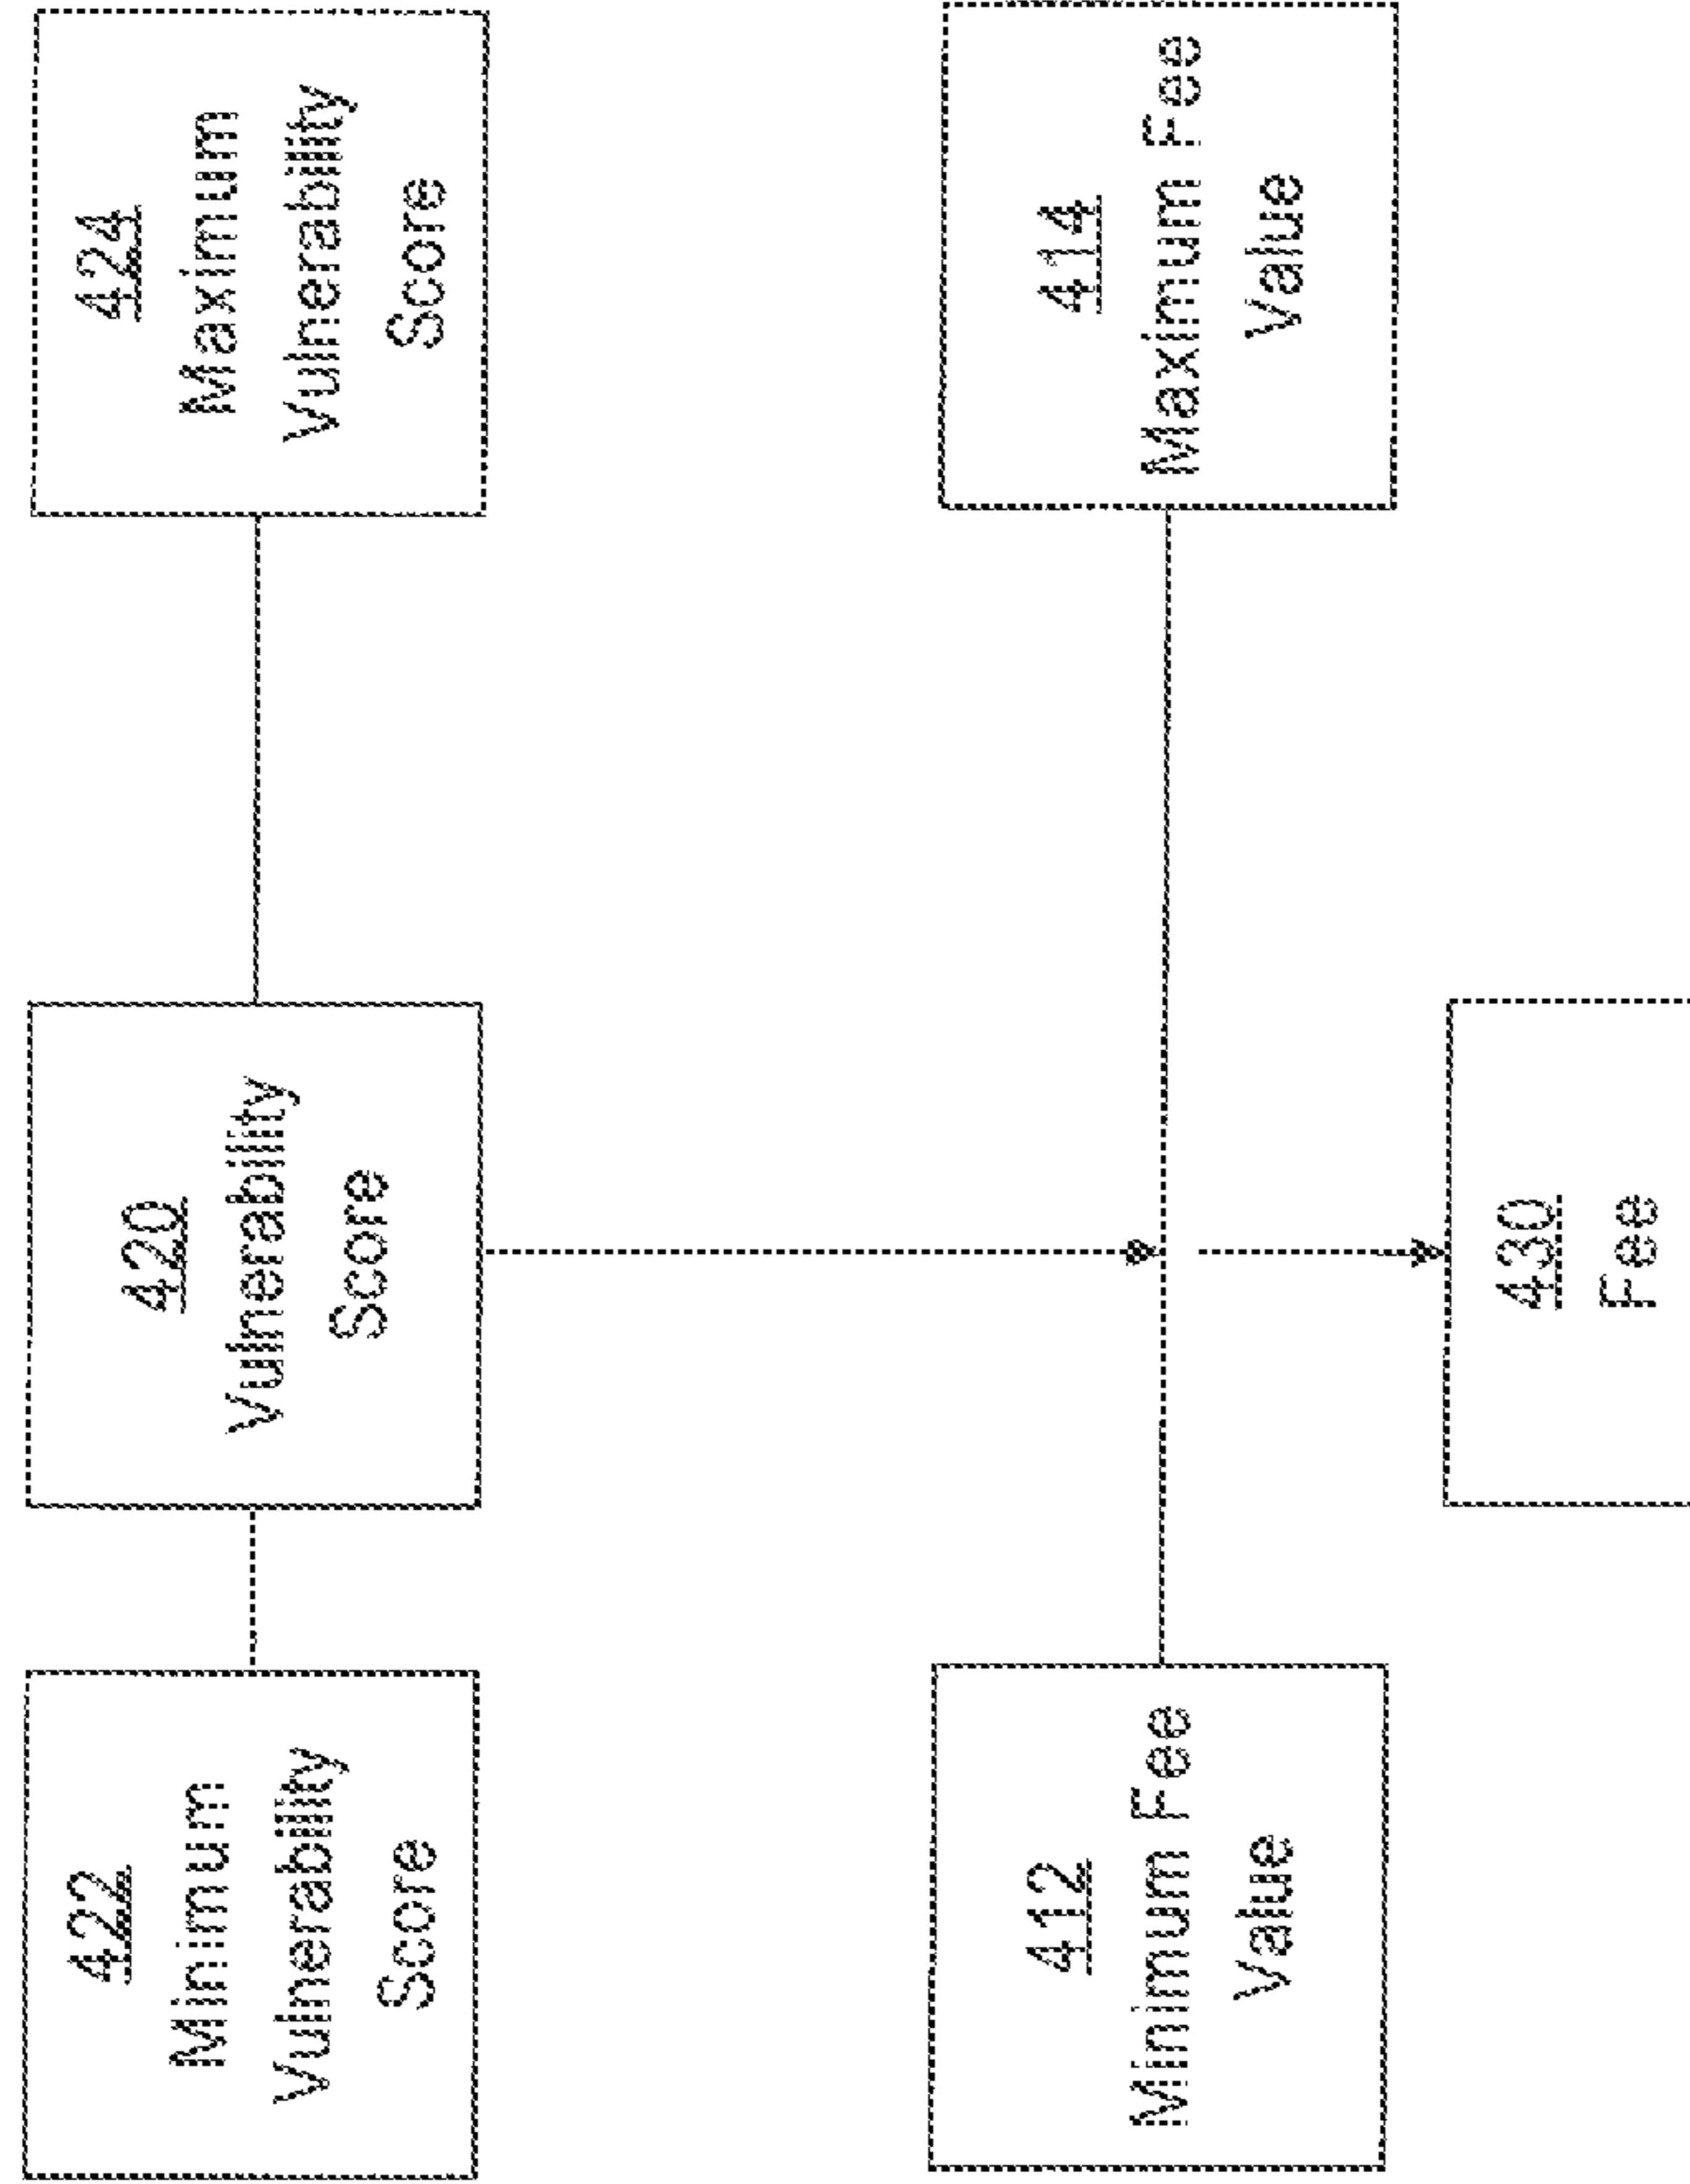 422
Minimum
Vulnerability
Score
420
Vulnerability
Score
424
Maximum
Vulnerability
Score
412
Minimum Fee
Value
414
Maximum Fee
Value
430
Fee